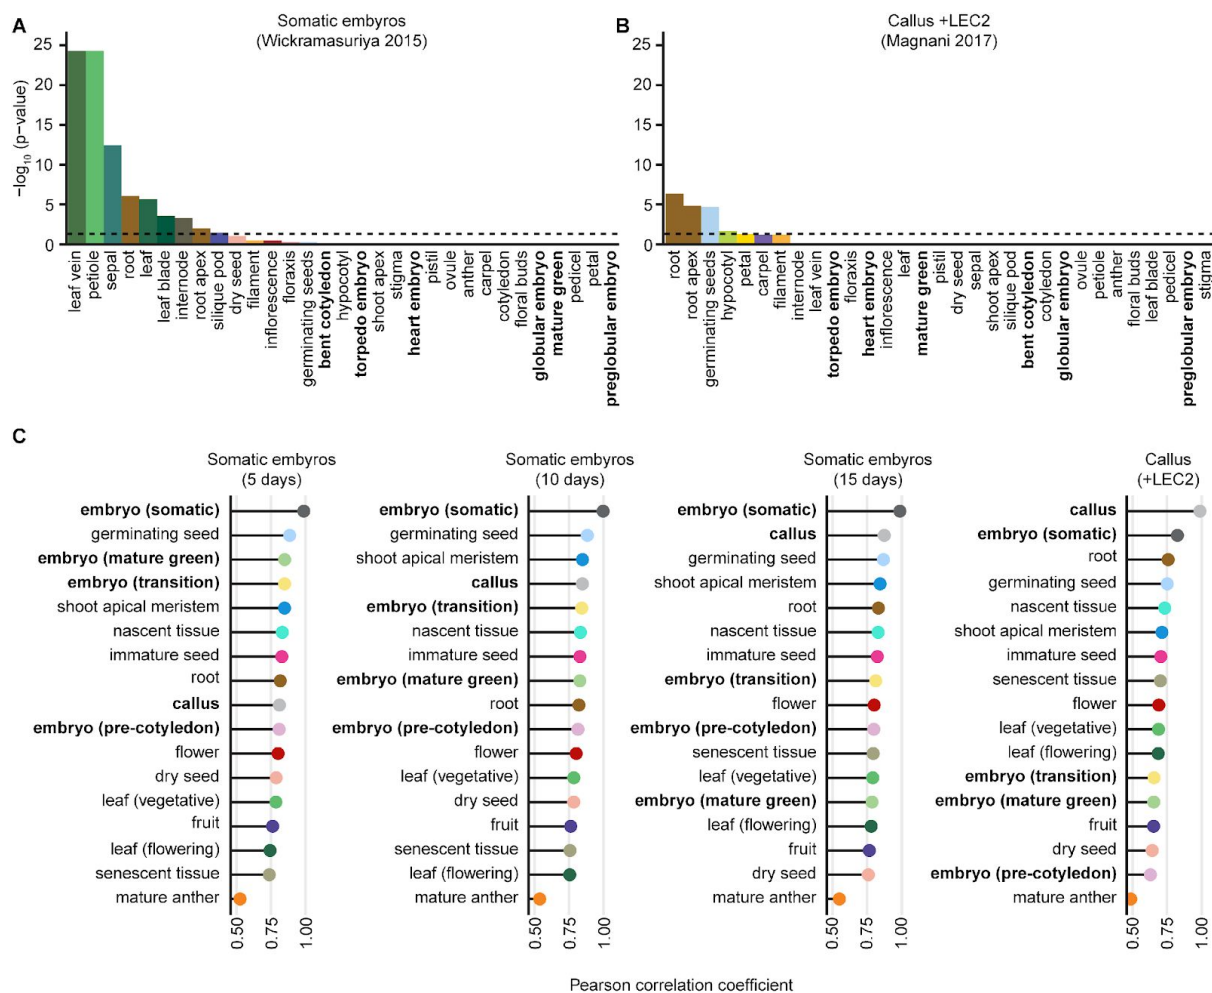 A
Somatic embyros
(Wickramasuriya 2015)
−log10 (p−value)
25
20
15
10
5
0
leaf vein
petiole
sepal
root
leaf
leaf blade
internode
root apex
silique pod
dry seed
filament
inflorescence
floraxis
germinating seeds
bent cotyledon
hypocotyl
torpedo embryo
shoot apex
stigma
heart embryo
pistil
ovule
anther
carpel
cotyledon
floral buds
globular embryo
mature green
pedicel
petal
preglobular embryo
B
Callus +LEC2
(Magnani 2017)
25
20
15
10
5
0
root
root apex
germinating seeds
hypocotyl
petal
carpel
filament
internode
leaf vein
torpedo embryo
floraxis
heart embryo
inflorescence
leaf
mature green
pistil
dry seed
sepal
shoot apex
silique pod
bent cotyledon
cotyledon
globular embryo
ovule
petiole
anther
floral buds
leaf blade
pedicel
preglobular embryo
stigma
C
Somatic embyros
(5 days)
embryo (somatic)
germinating seed
embryo (mature green)
embryo (transition)
shoot apical meristem
nascent tissue
immature seed
root
callus
embryo (pre-cotyledon)
flower
dry seed
leaf (vegetative)
fruit
leaf (flowering)
senescent tissue
mature anther
0.50
0.75
1.00
Somatic embyros
(10 days)
embryo (somatic)
germinating seed
shoot apical meristem
callus
embryo (transition)
nascent tissue
immature seed
embryo (mature green)
root
embryo (pre-cotyledon)
flower
leaf (vegetative)
dry seed
fruit
senescent tissue
leaf (flowering)
mature anther
0.50
0.75
1.00
Somatic embyros
(15 days)
embryo (somatic)
callus
germinating seed
shoot apical meristem
root
nascent tissue
immature seed
embryo (transition)
flower
embryo (pre-cotyledon)
senescent tissue
leaf (vegetative)
embryo (mature green)
leaf (flowering)
fruit
dry seed
mature anther
0.50
0.75
1.00
Callus
(+LEC2)
callus
embryo (somatic)
root
germinating seed
nascent tissue
shoot apical meristem
immature seed
senescent tissue
flower
leaf (vegetative)
leaf (flowering)
embryo (transition)
embryo (mature green)
fruit
dry seed
embryo (pre-cotyledon)
mature anther
0.50
0.75
1.00
Pearson correlation coefficient